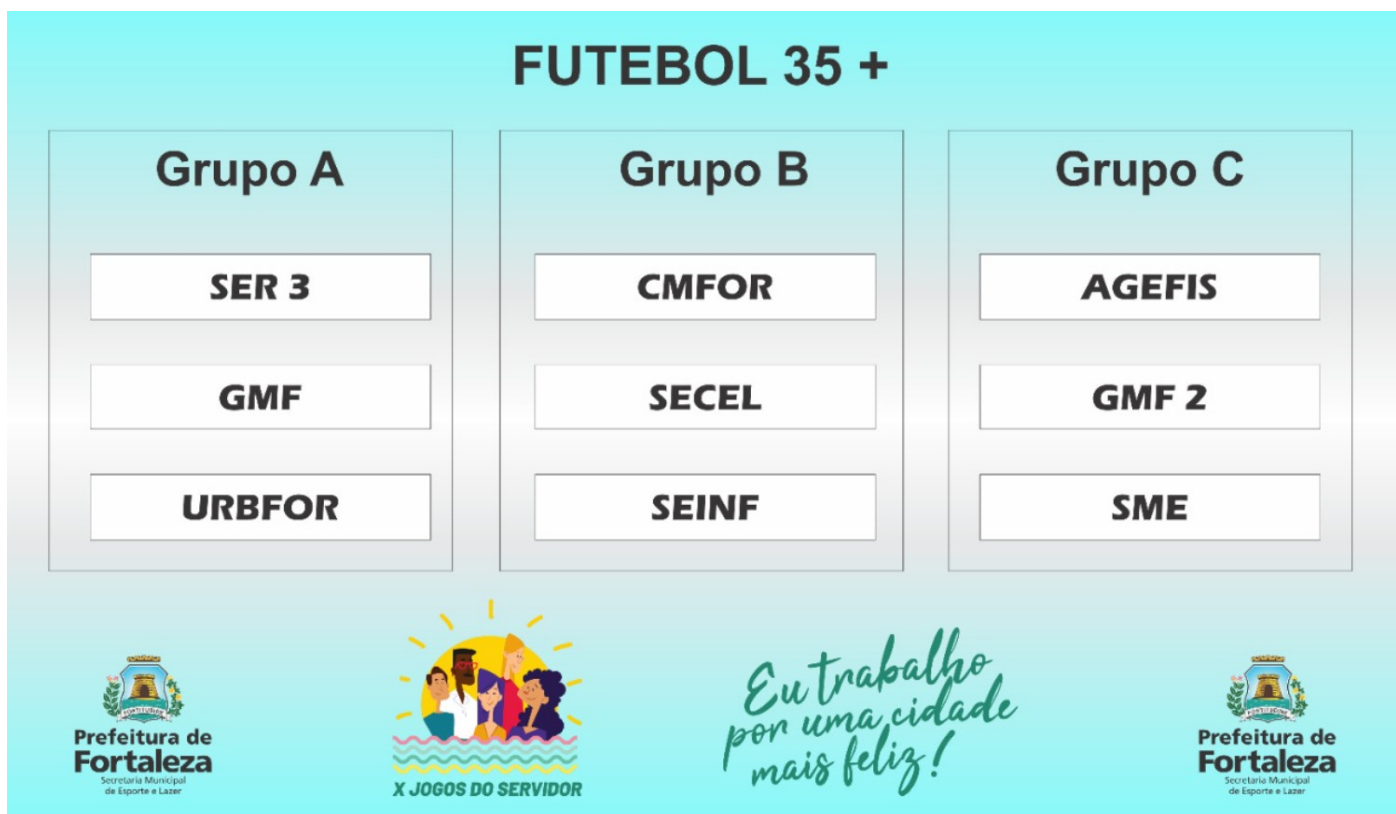 FUTEBOL 35 +
Grupo A
SER 3
GMF
URBFOR
Grupo B
CMFOR
SECEL
SEINF
Grupo C
AGEFIS
GMF 2
SME
Prefeitura de
Fortaleza
Secretaria Municipal
de Esporte e Lazer
X JOGOS DO SERVIDOR
Eu trabalho
por uma cidade
mais feliz!
Prefeitura de
Fortaleza
Secretaria Municipal
de Esporte e Lazer